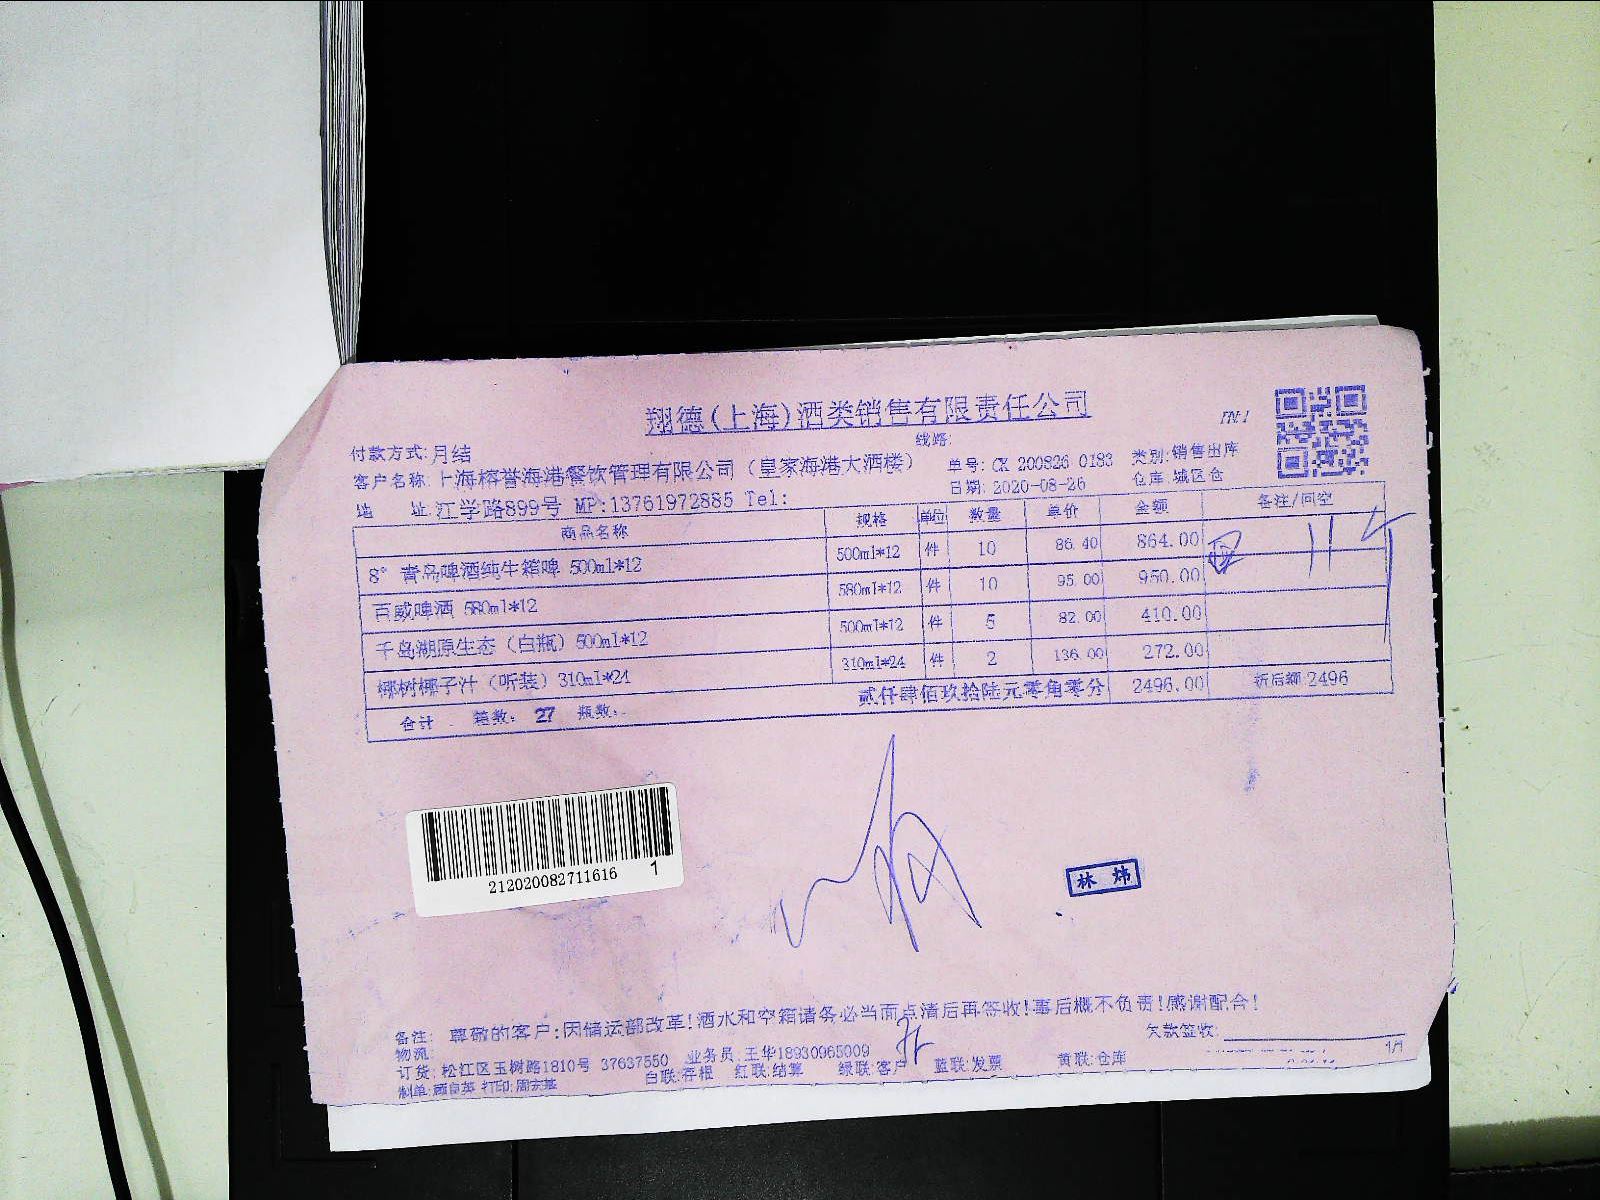 翔德(上海)酒类销售有限责任公司
付款方式:月结
线路:
客户名称:上海榕誉海港餐饮管理有限公司（皇家海港大酒楼）
单号:CK 200826 0183 类别:销售出库
地 址:江学路899号 MP:13761972885 Tel:
日期:2020-08-26 仓库:城区仓
商品名称 规格 单位 数量 单价 金额 备注/回空
8° 青岛啤酒纯生箱啤 500ml*12 500ml*12 件 10 86.40 864.00
百威啤酒 580ml*12 580ml*12 件 10 95.00 950.00
千岛湖原生态（白瓶）500ml*12 500ml*12 件 5 82.00 410.00
椰树椰子汁（听装）310ml*24 310ml*24 件 2 136.00 272.00
合计 箱数: 27 瓶数: 贰仟肆佰玖拾陆元零角零分 2496.00 折后额:2496
212020082711616 1
林炜
备注: 尊敬的客户:因储运部改革!酒水和空箱请务必当面点清后再签收!事后概不负责!感谢配合!
物流:
欠款签收:
订货:松江区玉树路1810号 37637550 业务员:王华18930965009
白联:存根 红联:结算 绿联:客户 蓝联:发票 黄联:仓库